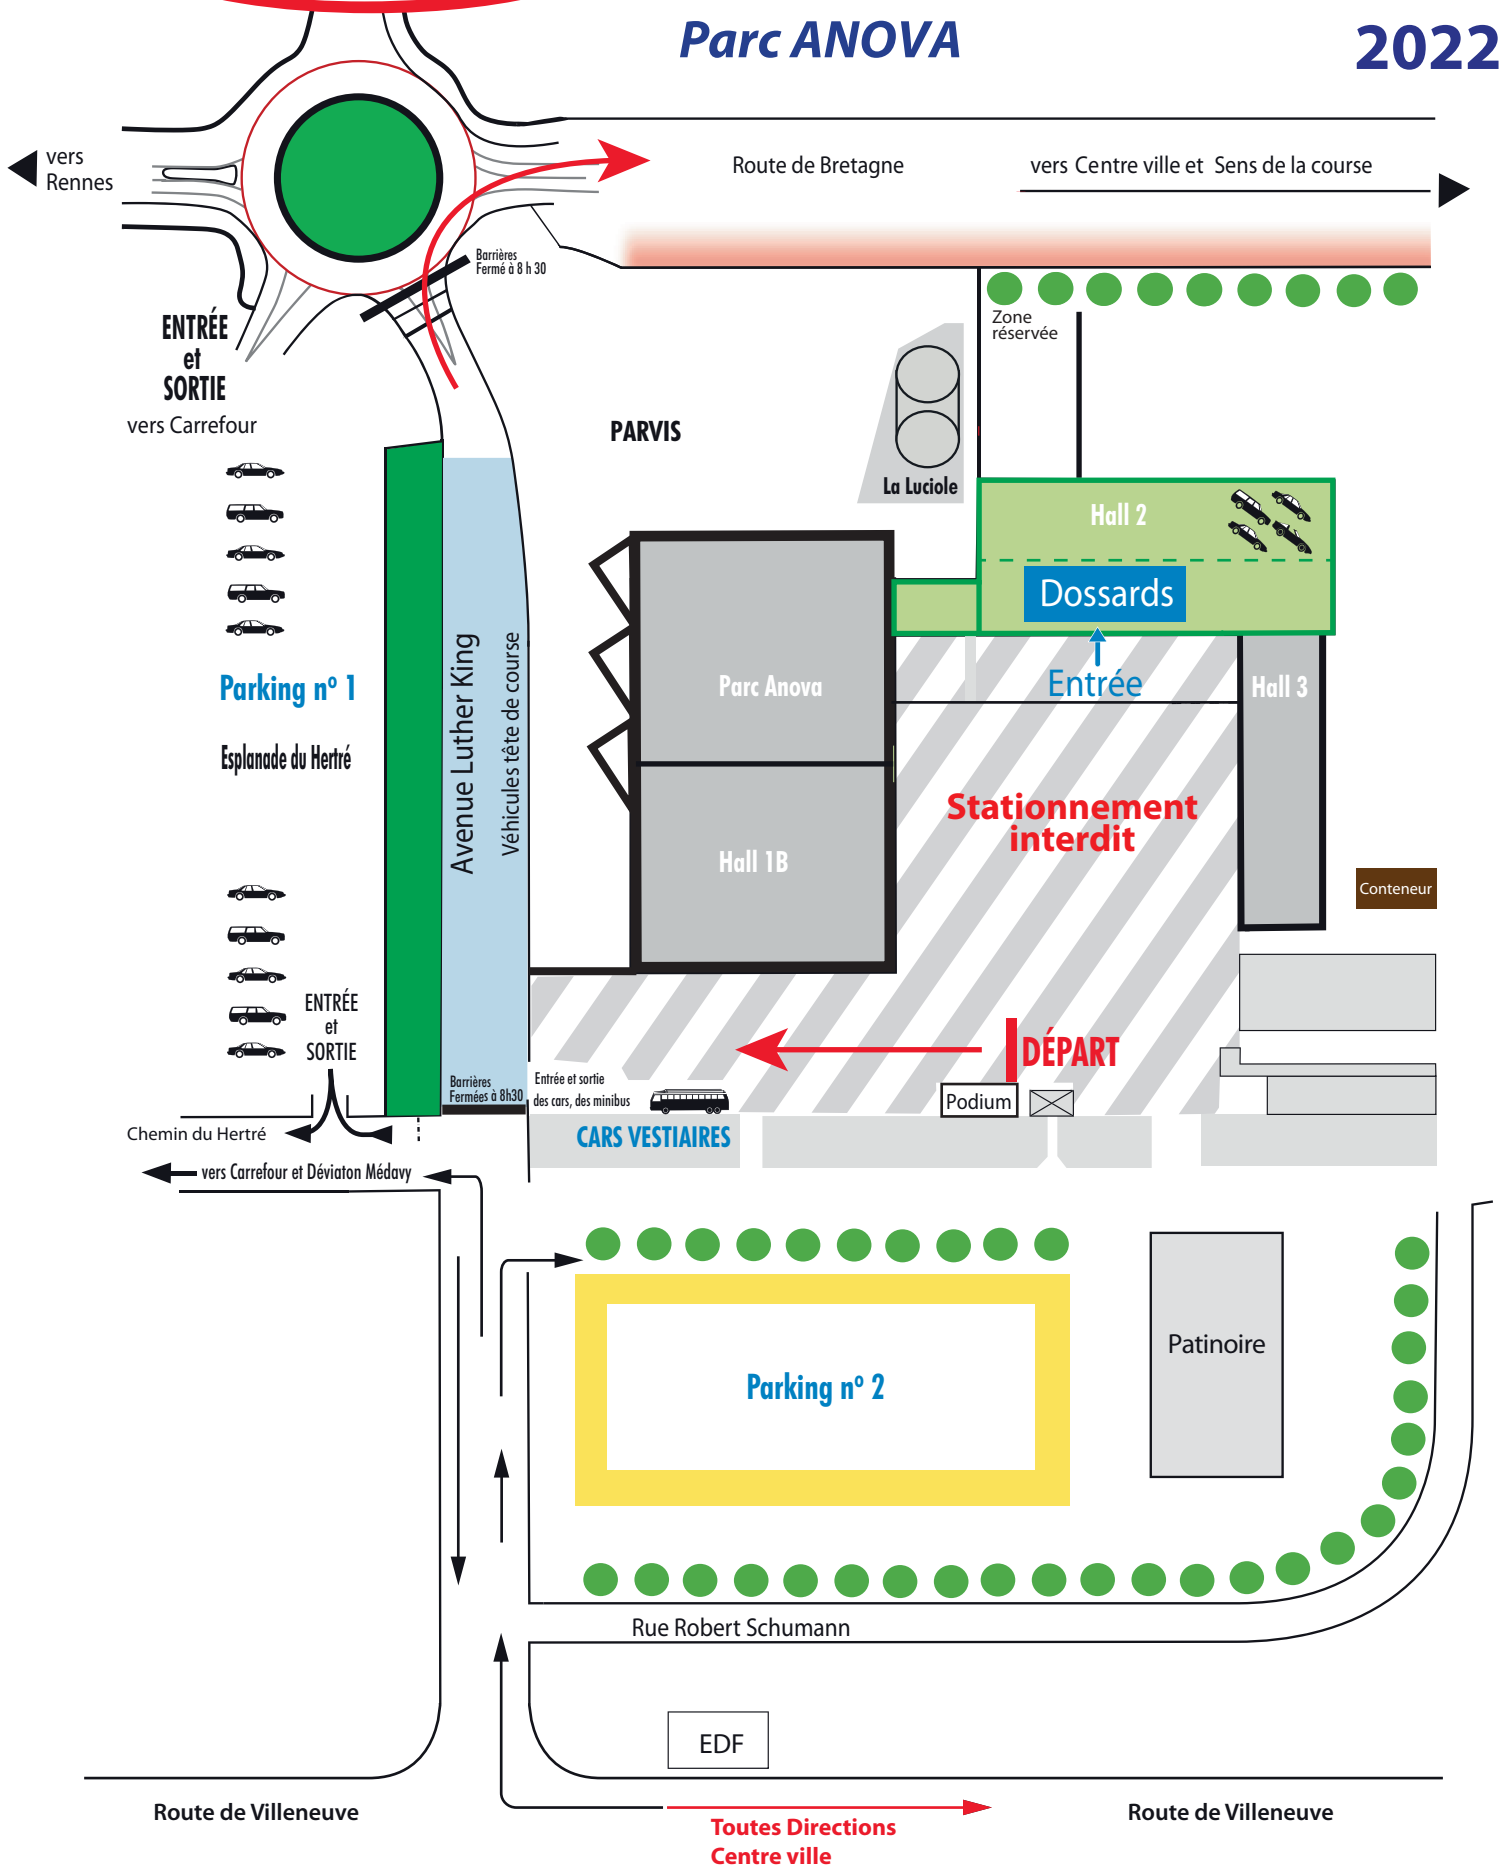 Parc ANOVA
2022
vers
Rennes
Route de Bretagne
vers Centre ville et Sens de la course
Barrières
Fermé à 8 h 30
ENTRÉE
et
SORTIE
vers Carrefour
Zone
réservée
PARVIS
La Luciole
Hall 2
Dossards
Entrée
Parking nº 1
Esplanade du Hertré
Avenue Luther King
Véhicules tête de course
Parc Anova
Hall 3
Stationnement
interdit
Hall 1B
Conteneur
ENTRÉE
et
SORTIE
DÉPART
Barrières
Fermées à 8h30
Entrée et sortie
des cars, des minibus
Podium
Chemin du Hertré
CARS VESTIAIRES
vers Carrefour et Déviaton Médavy
Patinoire
Parking nº 2
Rue Robert Schumann
EDF
Route de Villeneuve
Route de Villeneuve
Toutes Directions
Centre ville